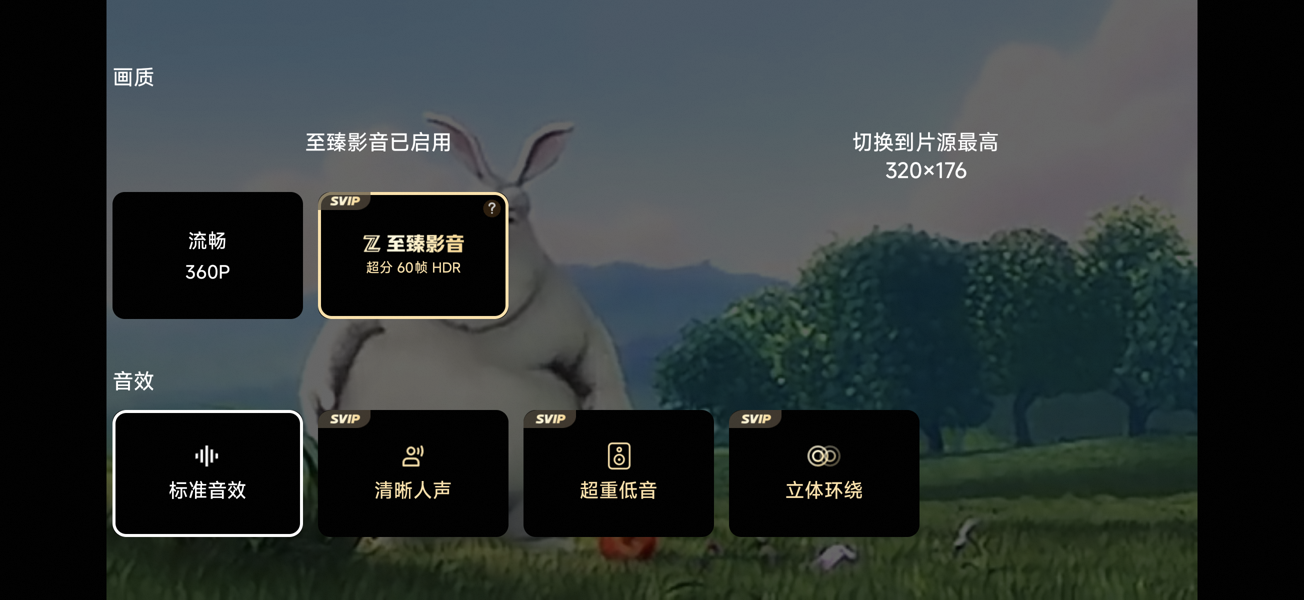 画质
至臻影音已启用
切换到片源最高
320×176
流畅
360P
SVIP
?
至臻影音
超分 60帧 HDR
音效
标准音效
SVIP
清晰人声
SVIP
超重低音
SVIP
立体环绕